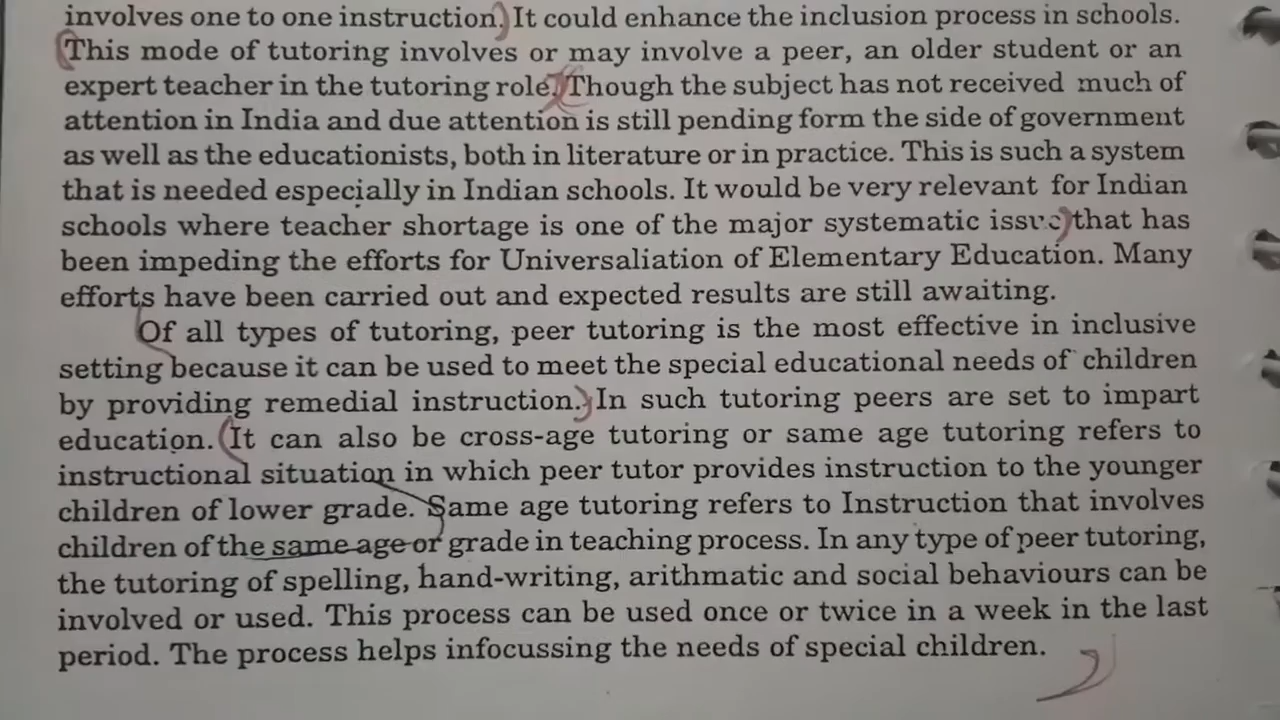 involves one to one instruction. It could enhance the inclusion process in schools.
This mode of tutoring involves or may involve a peer, an older student or an
expert teacher in the tutoring role. Though the subject has not received much of
attention in India and due attention is still pending form the side of government
as well as the educationists, both in literature or in practice. This is such a system
that is needed especially in Indian schools. It would be very relevant for Indian
schools where teacher shortage is one of the major systematic issue that has
been impeding the efforts for Universaliation of Elementary Education. Many
efforts have been carried out and expected results are still awaiting.
Of all types of tutoring, peer tutoring is the most effective in inclusive
setting because it can be used to meet the special educational needs of children
by providing remedial instruction. In such tutoring peers are set to impart
education. It can also be cross-age tutoring or same age tutoring refers to
instructional situation in which peer tutor provides instruction to the younger
children of lower grade. Same age tutoring refers to Instruction that involves
children of the same age or grade in teaching process. In any type of peer tutoring,
the tutoring of spelling, hand-writing, arithmatic and social behaviours can be
involved or used. This process can be used once or twice in a week in the last
period. The process helps infocussing the needs of special children.